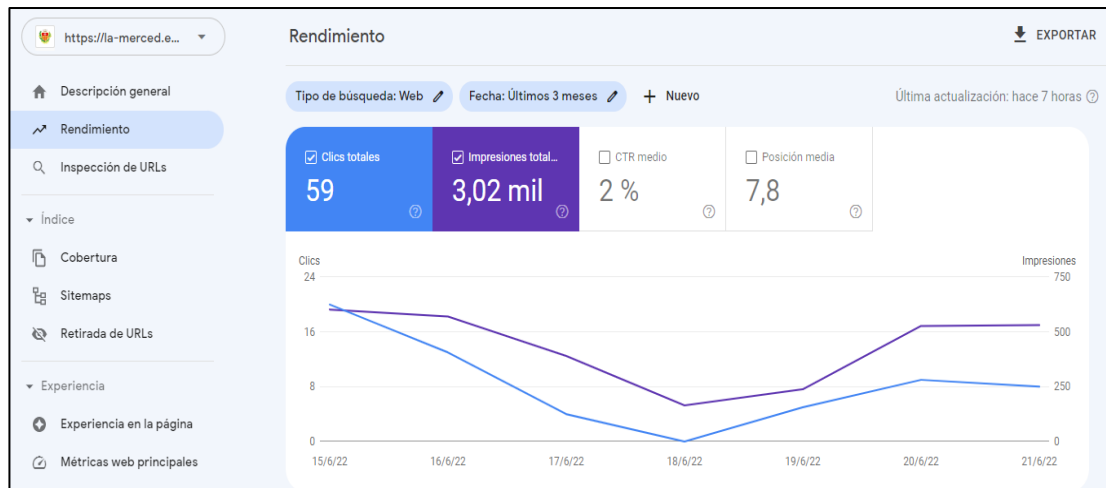 https://la-merced.e...
Rendimiento
EXPORTAR
Descripción general
Rendimiento
Inspección de URLs
Índice
Cobertura
Sitemaps
Retirada de URLs
Experiencia
Experiencia en la página
Métricas web principales
Tipo de búsqueda: Web
Fecha: Últimos 3 meses
+ Nuevo
Última actualización: hace 7 horas
Clics totales
59
Impresiones total...
3,02 mil
CTR medio
2 %
Posición media
7,8
Clics
Impresiones
24
750
16
500
8
250
0
0
15/6/22 16/6/22 17/6/22 18/6/22 19/6/22 20/6/22 21/6/22